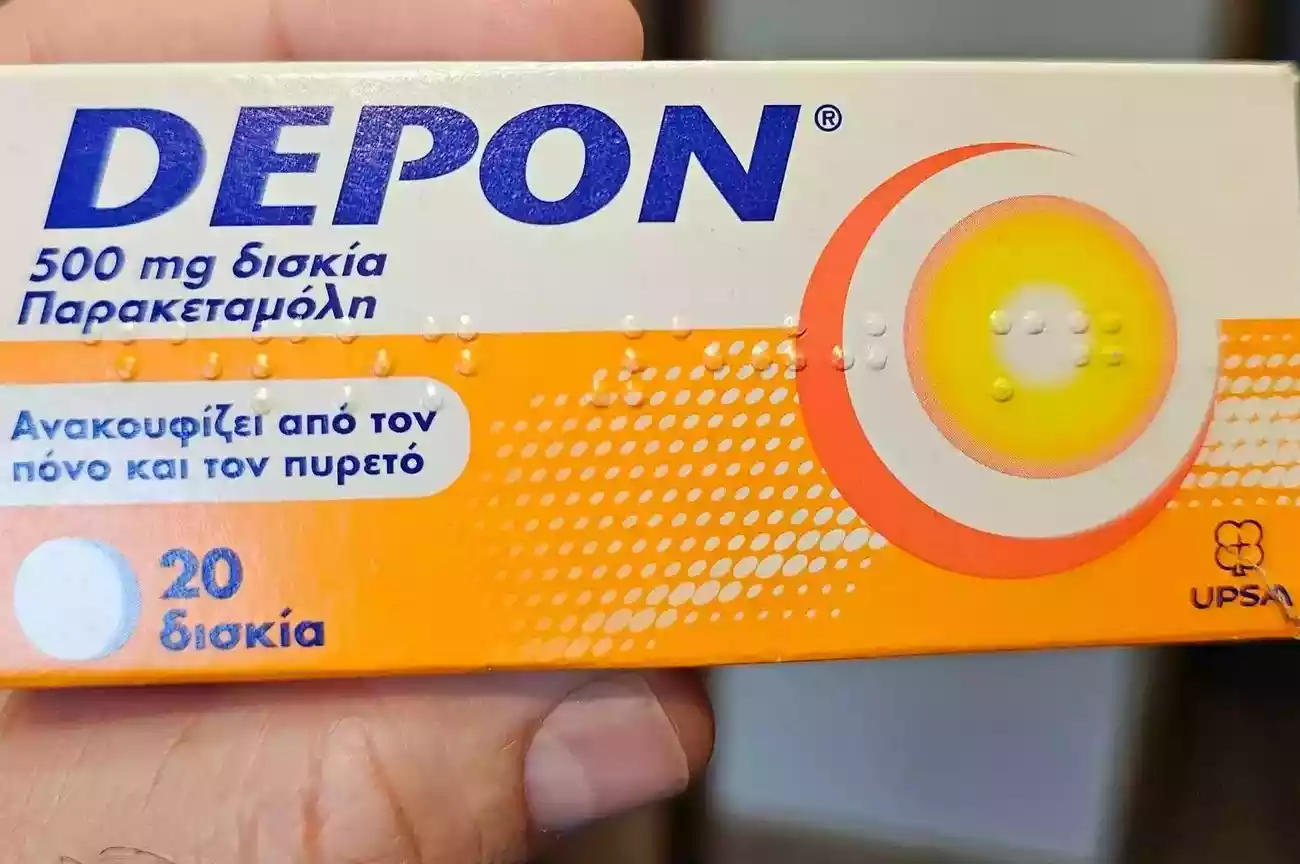 DEPON®
500 mg δισκία
Παρακεταμόλη
Ανακουφίζει από τον
πόνο και τον πυρετό
20
δισκία
UPSA